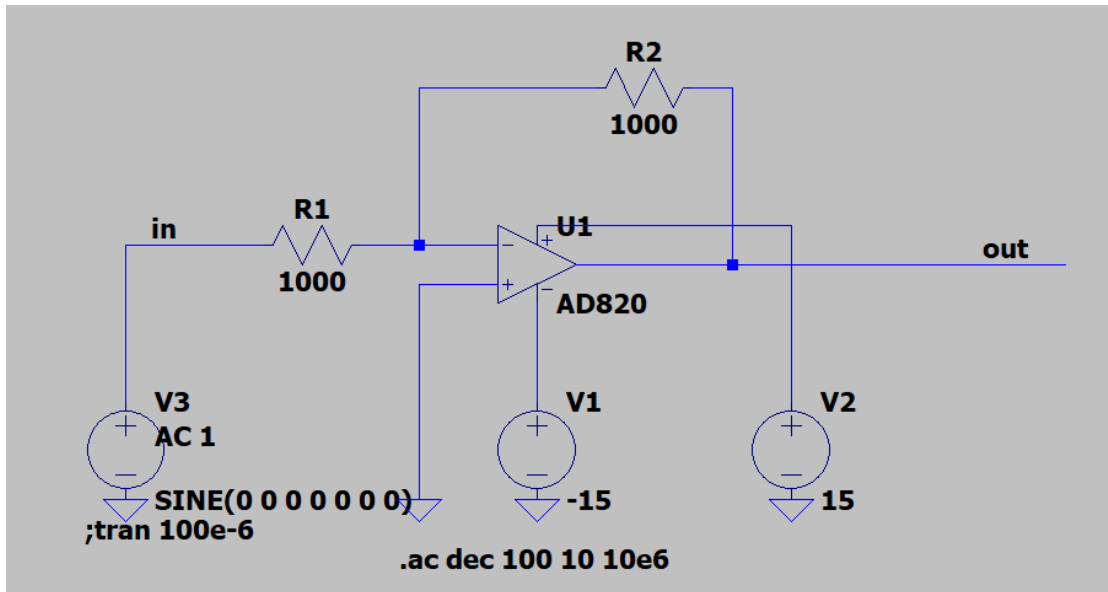 R2
1000
in
R1
1000
U1
AD820
out
V3
AC 1
SINE(0 0 0 0 0 0 0)
;tran 100e-6
V1
-15
V2
15
.ac dec 100 10 10e6